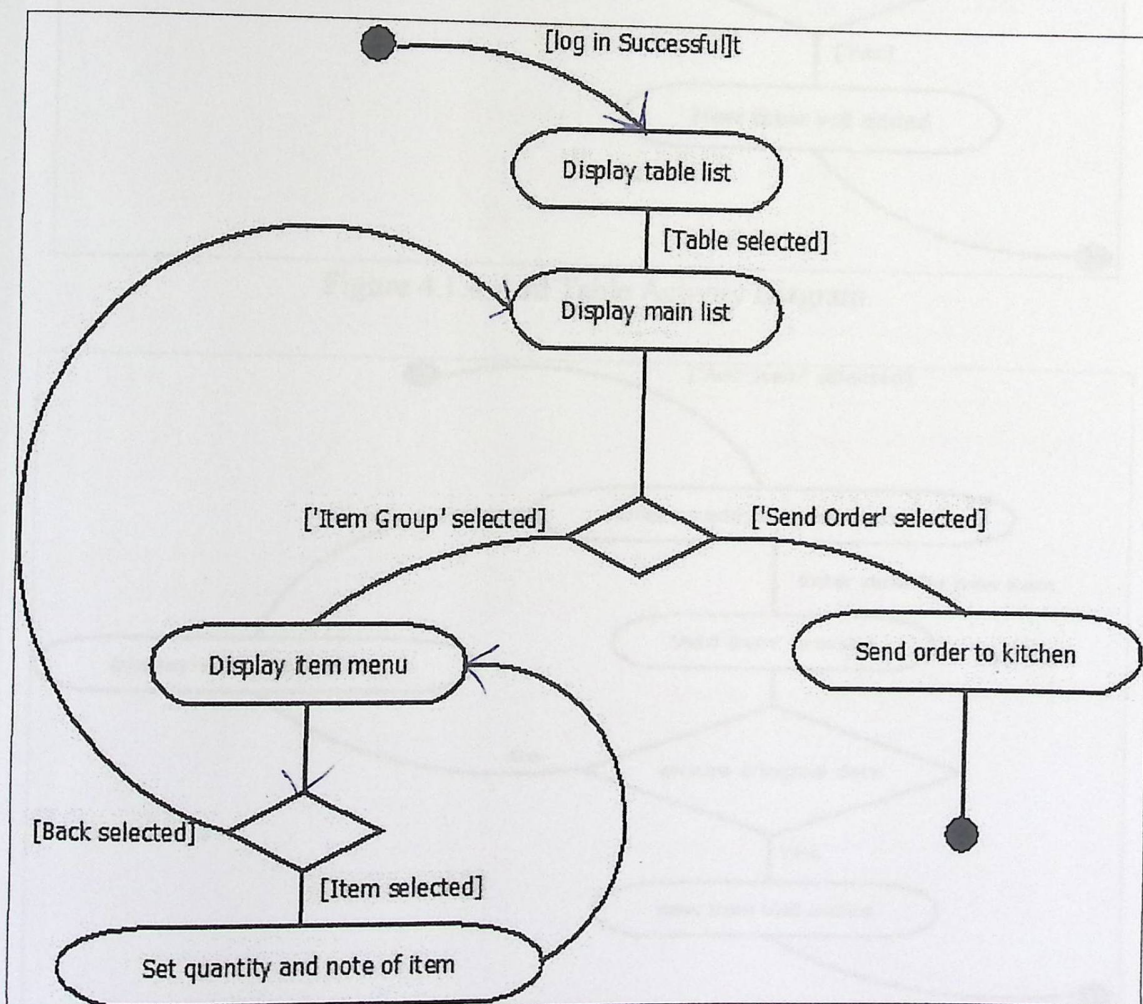 [log in Successful]t
Display table list
[Table selected]
Display main list
['Item Group' selected]
['Send Order' selected]
Display item menu
Send order to kitchen
[Back selected]
[Item selected]
Set quantity and note of item